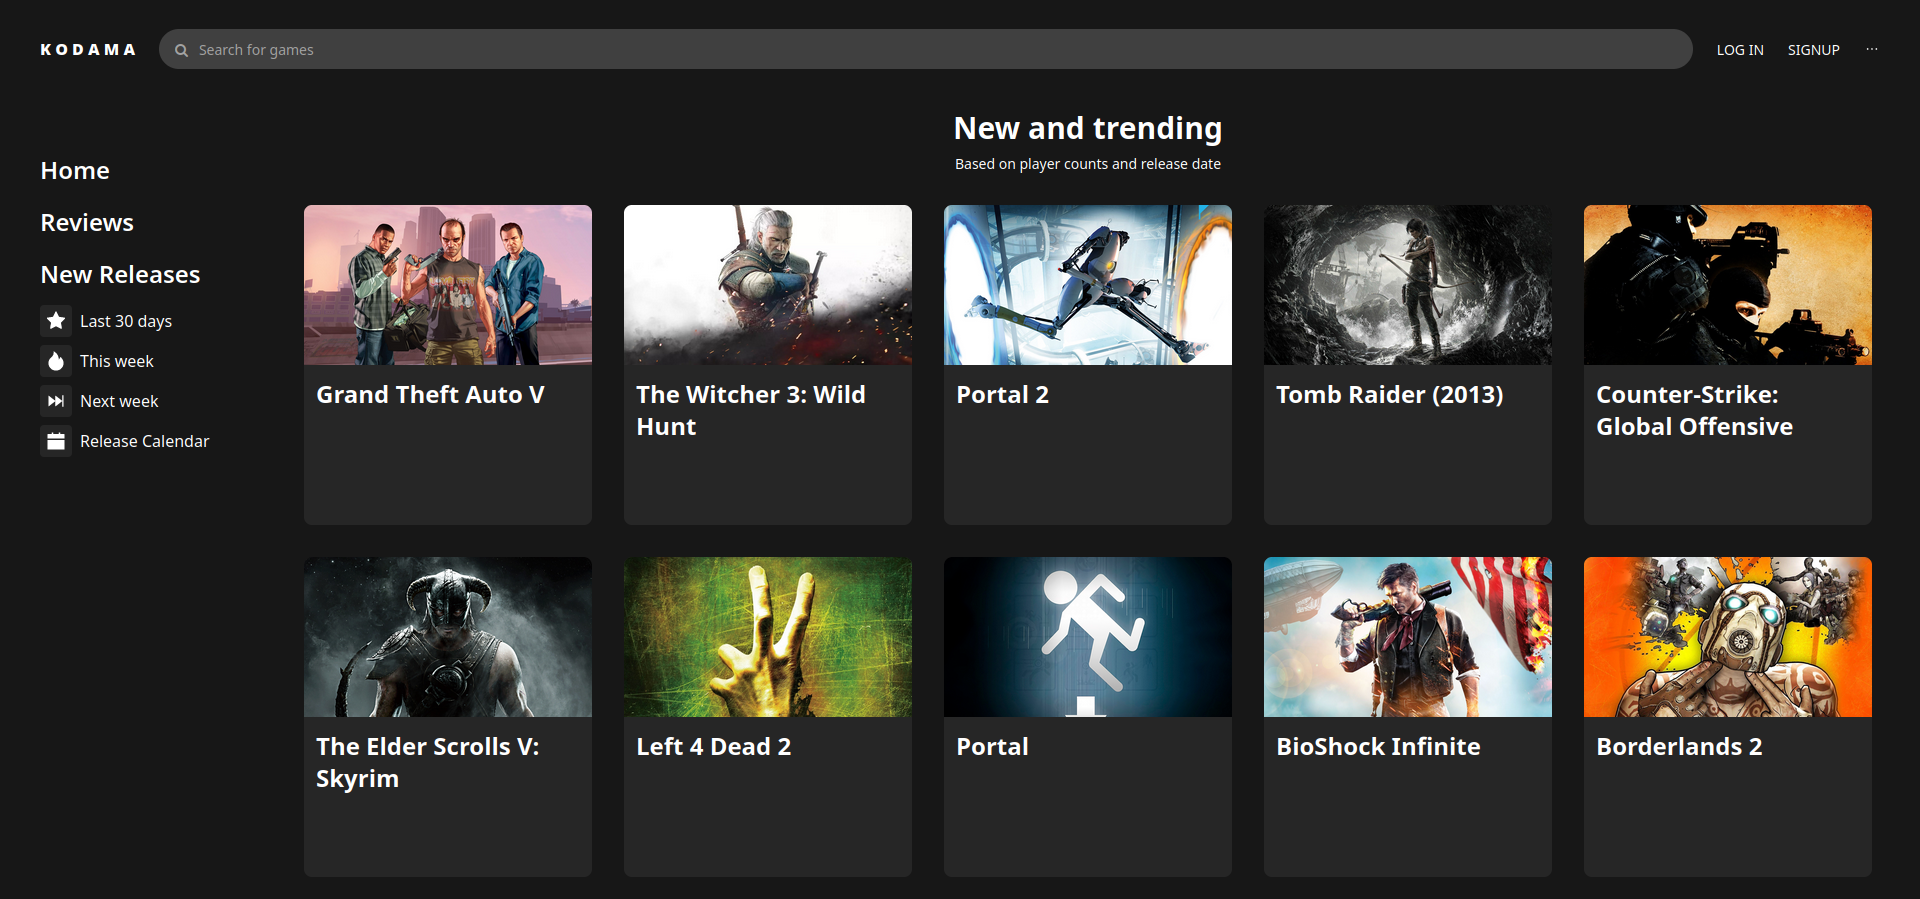 KODAMA
Search for games
LOG IN
SIGNUP
...
New and trending
Based on player counts and release date
Home
Reviews
New Releases
Last 30 days
This week
Next week
Release Calendar
Grand Theft Auto V
The Witcher 3: Wild
Hunt
Portal 2
Tomb Raider (2013)
Counter-Strike:
Global Offensive
The Elder Scrolls V:
Skyrim
Left 4 Dead 2
Portal
BioShock Infinite
Borderlands 2